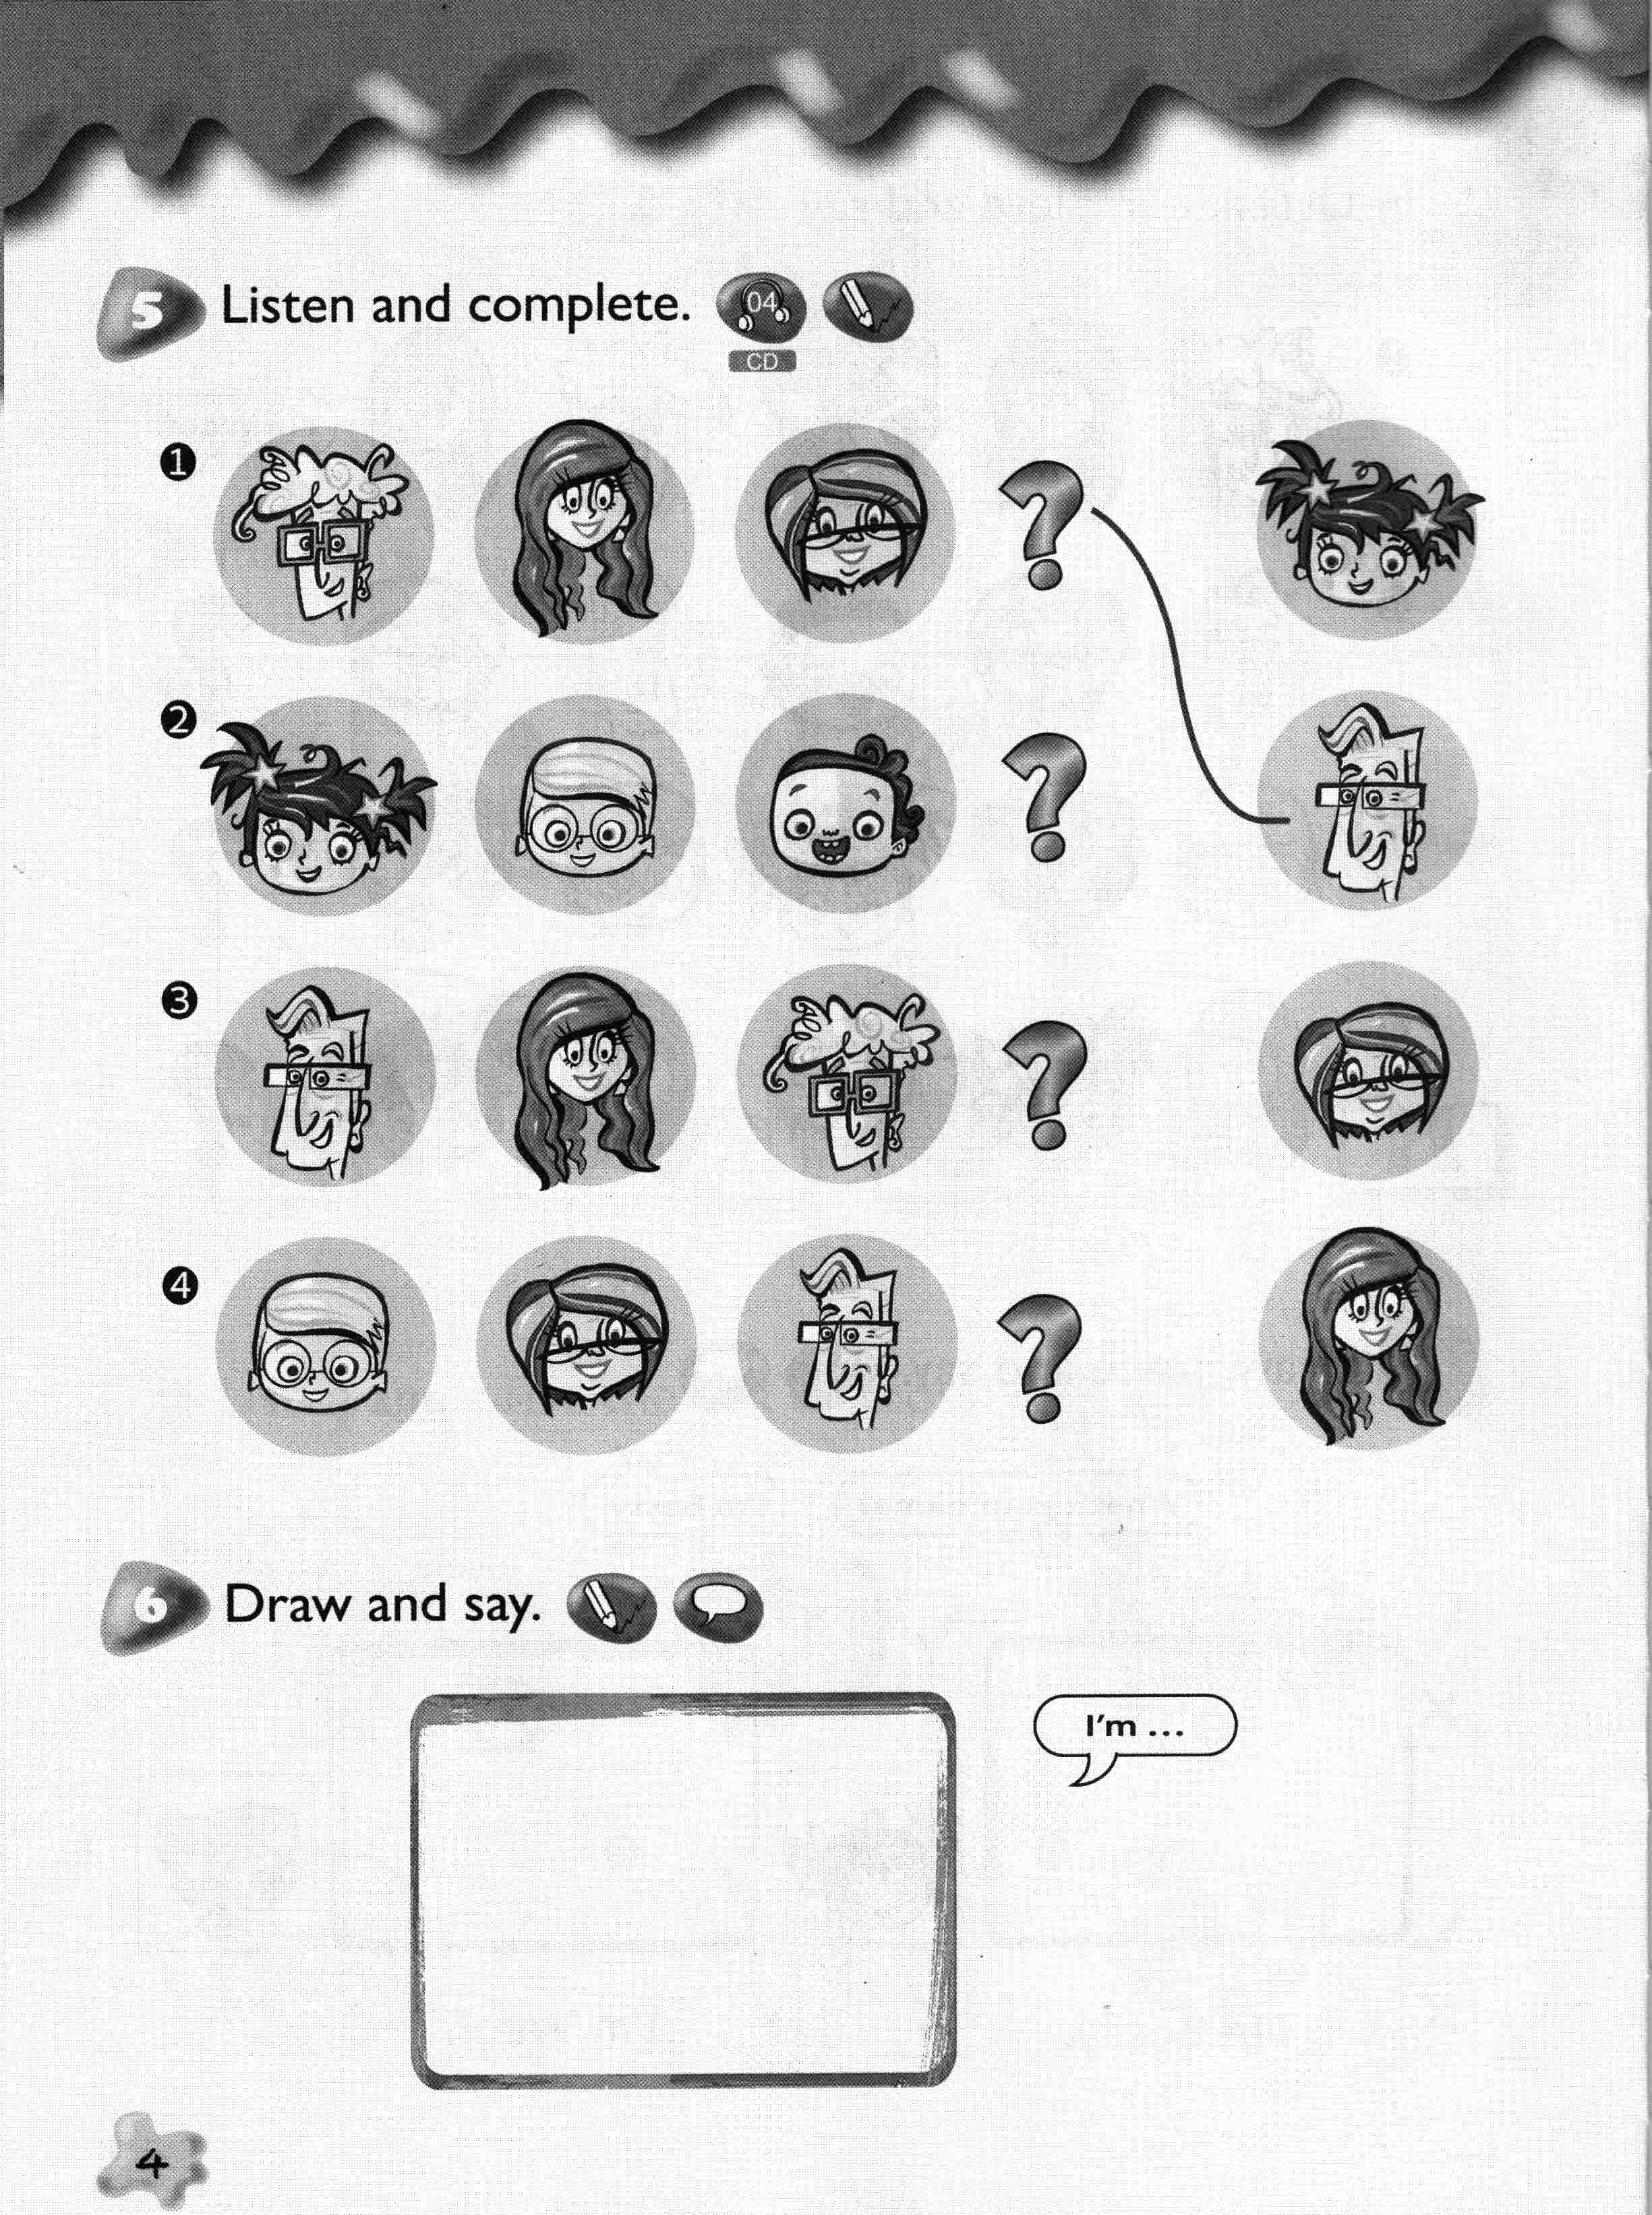 5 Listen and complete. 04
CD
1
?
2
?
3
?
4
?
6 Draw and say.
I'm ...
4